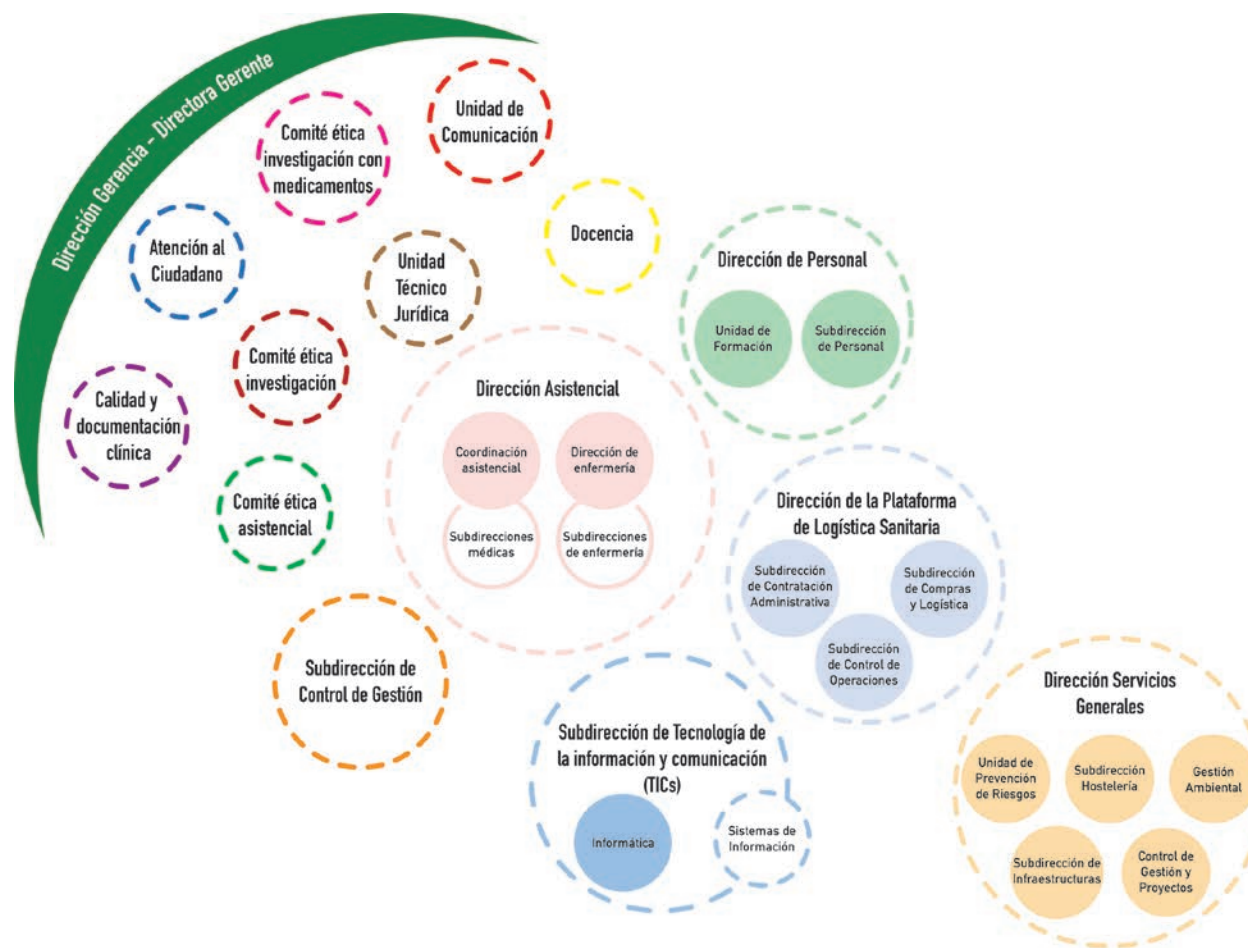 Dirección Gerencia - Directora Gerente
Unidad de
Comunicación
Comité ética
investigación con
medicamentos
Atención al
Ciudadano
Unidad
Técnico
Jurídica
Docencia
Comité ética
investigación
Calidad y
documentación
clínica
Comité ética
asistencial
Dirección de Personal
Unidad de
Formación
Subdirección
de Personal
Dirección Asistencial
Coordinación
asistencial
Dirección de
enfermería
Subdirecciones
médicas
Subdirecciones
de enfermería
Dirección de la Plataforma
de Logística Sanitaria
Subdirección
de Contratación
Administrativa
Subdirección
de Compras
y Logística
Subdirección
de Control de
Operaciones
Subdirección de
Control de Gestión
Subdirección de Tecnología de
la información y comunicación
(TICs)
Informática
Sistemas de
Información
Dirección Servicios
Generales
Unidad de
Prevención
de Riesgos
Subdirección
Hostelería
Gestión
Ambiental
Subdirección de
Infraestructuras
Control de
Gestión y
Proyectos